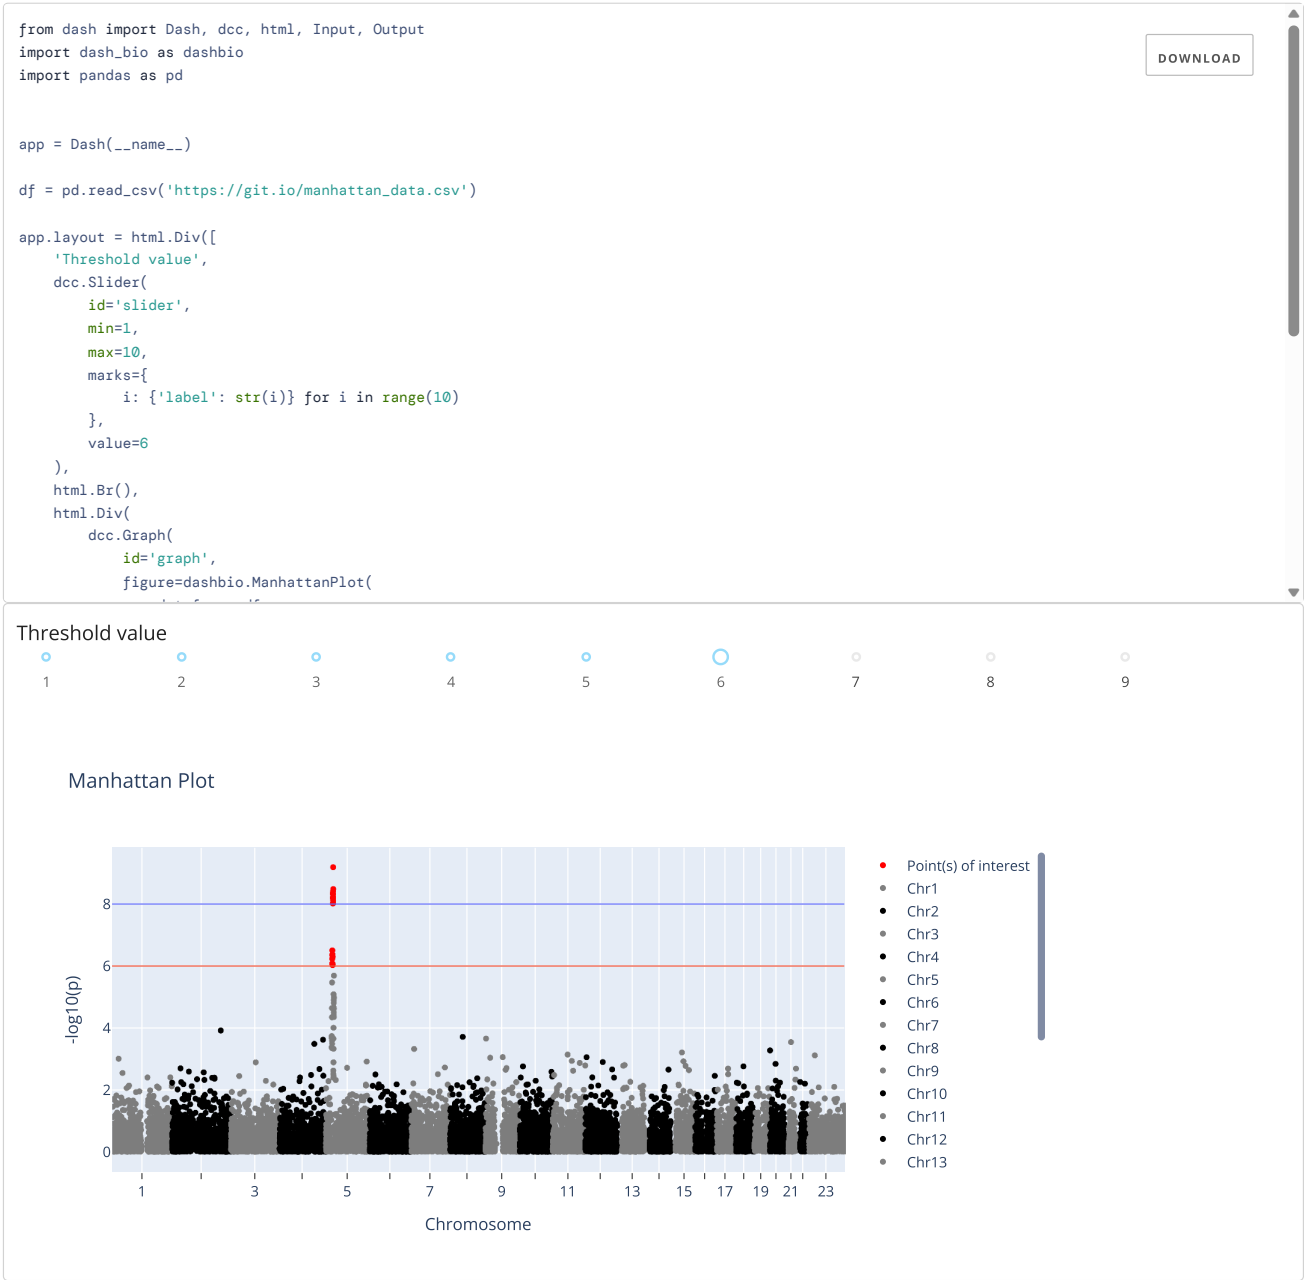 from dash import Dash, dcc, html, Input, Output
import dash_bio as dashbio
import pandas as pd
DOWNLOAD
app = Dash(__name__)
df = pd.read_csv('https://git.io/manhattan_data.csv')
app.layout = html.Div([
    'Threshold value',
    dcc.Slider(
        id='slider',
        min=1,
        max=10,
        marks={
            i: {'label': str(i)} for i in range(10)
        },
        value=6
    ),
    html.Br(),
    html.Div(
        dcc.Graph(
            id='graph',
            figure=dashbio.ManhattanPlot(
Threshold value
1 2 3 4 5 6 7 8 9
Manhattan Plot
8
6
4
2
0
-log10(p)
1 3 5 7 9 11 13 15 17 19 21 23
Chromosome
Point(s) of interest
Chr1
Chr2
Chr3
Chr4
Chr5
Chr6
Chr7
Chr8
Chr9
Chr10
Chr11
Chr12
Chr13